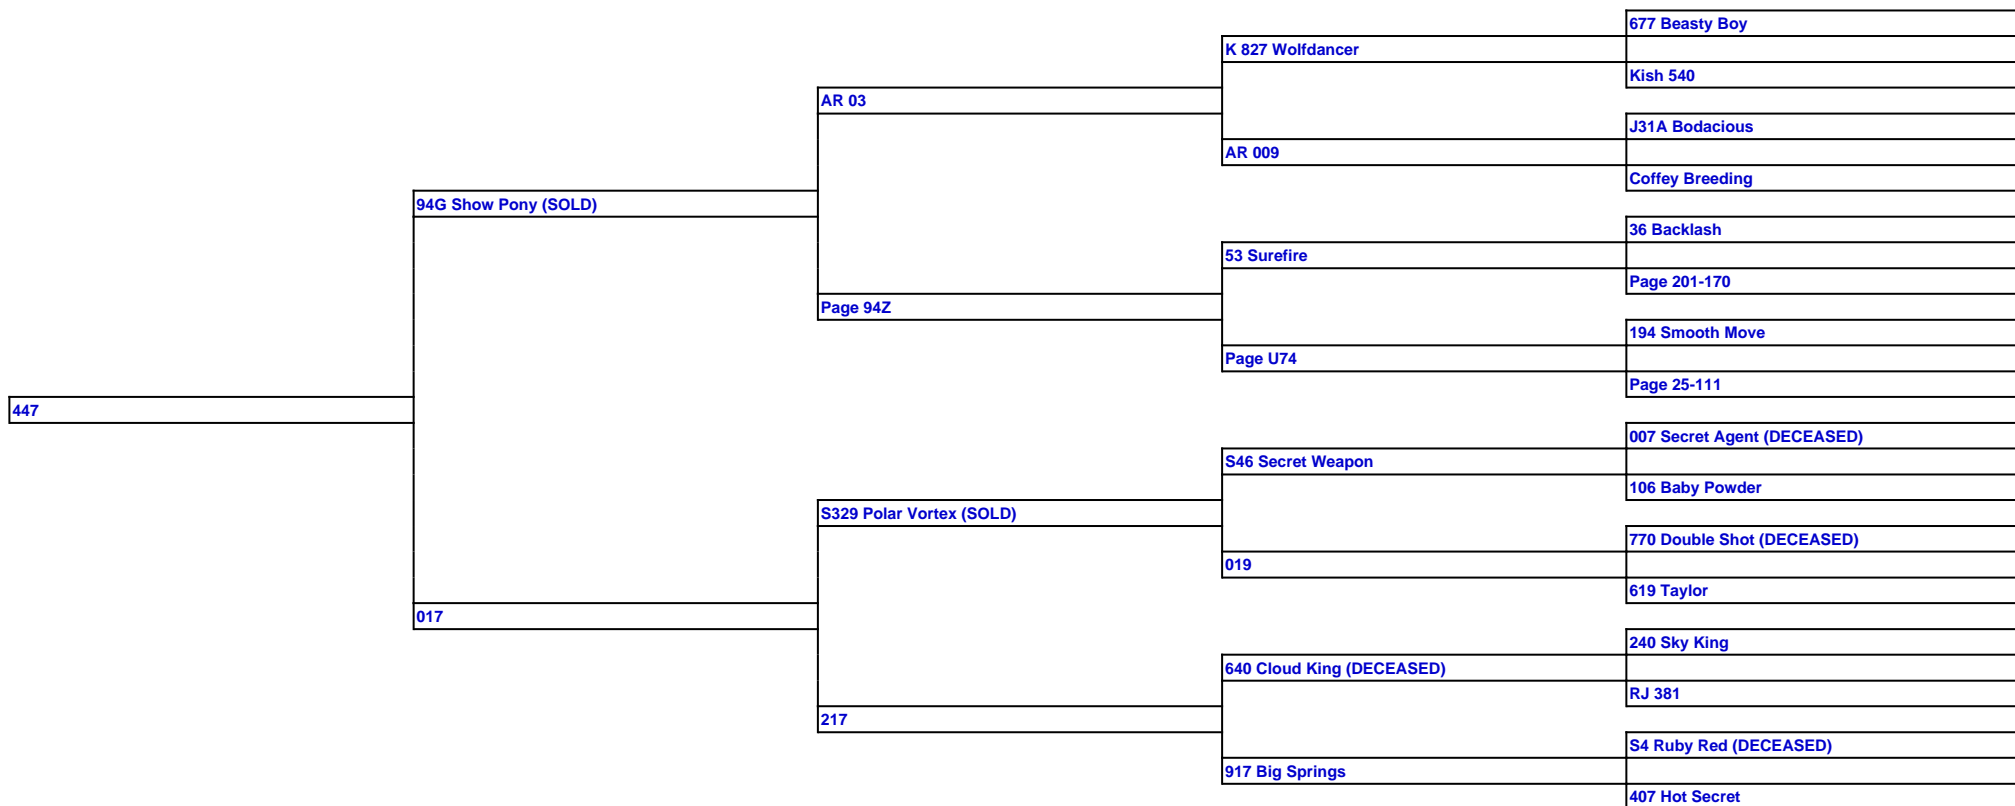 677 Beasty Boy
K 827 Wolfdancer
Kish 540
AR 03
J31A Bodacious
AR 009
Coffey Breeding
94G Show Pony (SOLD)
36 Backlash
53 Surefire
Page 201-170
Page 94Z
194 Smooth Move
Page U74
Page 25-111
447
007 Secret Agent (DECEASED)
S46 Secret Weapon
106 Baby Powder
S329 Polar Vortex (SOLD)
770 Double Shot (DECEASED)
019
619 Taylor
017
240 Sky King
640 Cloud King (DECEASED)
RJ 381
217
S4 Ruby Red (DECEASED)
917 Big Springs
407 Hot Secret